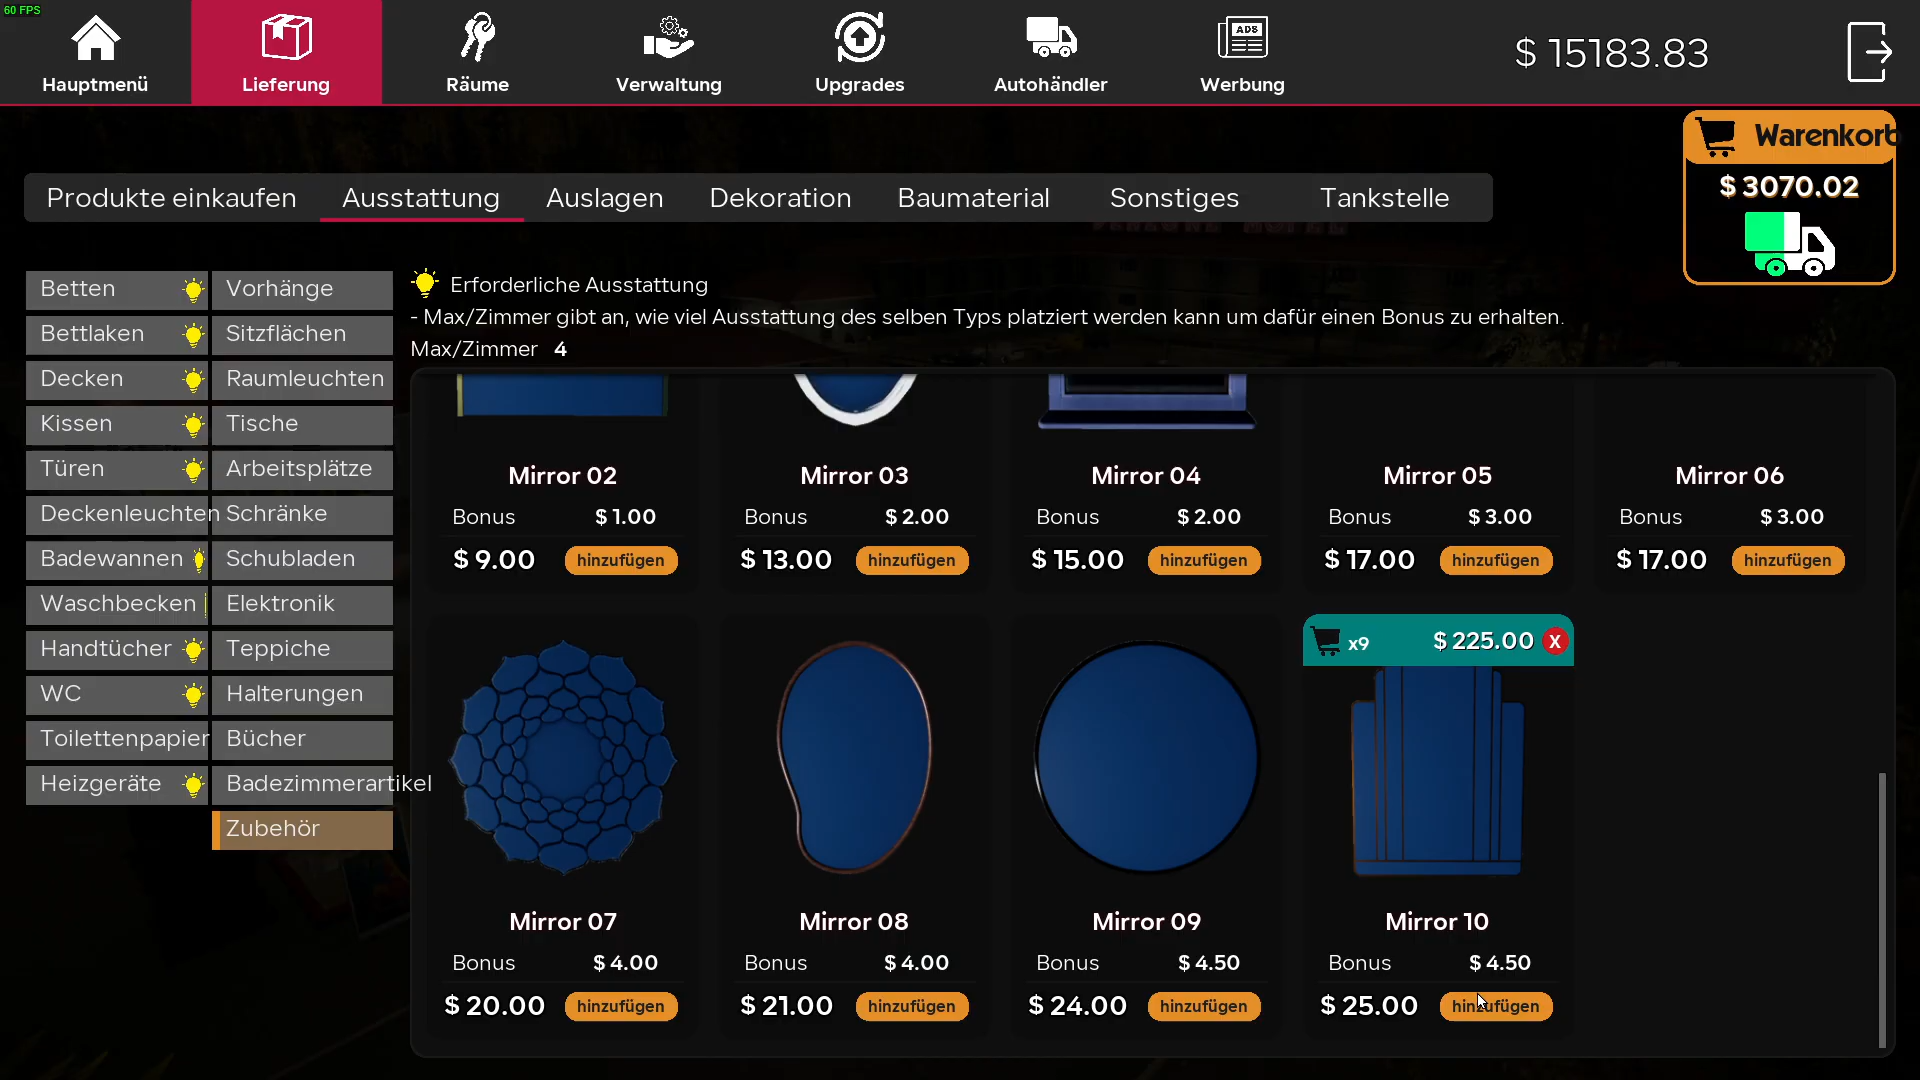 60 FPS
Hauptmenü
Lieferung
Räume
Verwaltung
Upgrades
Autohändler
ADS
Werbung
$ 15183.83
Warenkorb
$ 3070.02
Produkte einkaufen
Ausstattung
Auslagen
Dekoration
Baumaterial
Sonstiges
Tankstelle
Betten
Vorhänge
Bettlaken
Sitzflächen
Decken
Raumleuchten
Kissen
Tische
Türen
Arbeitsplätze
Deckenleuchten
Schränke
Badewannen
Schubladen
Waschbecken
Elektronik
Handtücher
Teppiche
WC
Halterungen
Toilettenpapier
Bücher
Heizgeräte
Badezimmerartikel
Zubehör
Erforderliche Ausstattung
- Max/Zimmer gibt an, wie viel Ausstattung des selben Typs platziert werden kann um dafür einen Bonus zu erhalten.
Max/Zimmer 4
Mirror 02
Bonus $ 1.00
$ 9.00 hinzufügen
Mirror 03
Bonus $ 2.00
$ 13.00 hinzufügen
Mirror 04
Bonus $ 2.00
$ 15.00 hinzufügen
Mirror 05
Bonus $ 3.00
$ 17.00 hinzufügen
Mirror 06
Bonus $ 3.00
$ 17.00 hinzufügen
Mirror 07
Bonus $ 4.00
$ 20.00 hinzufügen
Mirror 08
Bonus $ 4.00
$ 21.00 hinzufügen
Mirror 09
Bonus $ 4.50
$ 24.00 hinzufügen
x9 $ 225.00 X
Mirror 10
Bonus $ 4.50
$ 25.00 hinzufügen